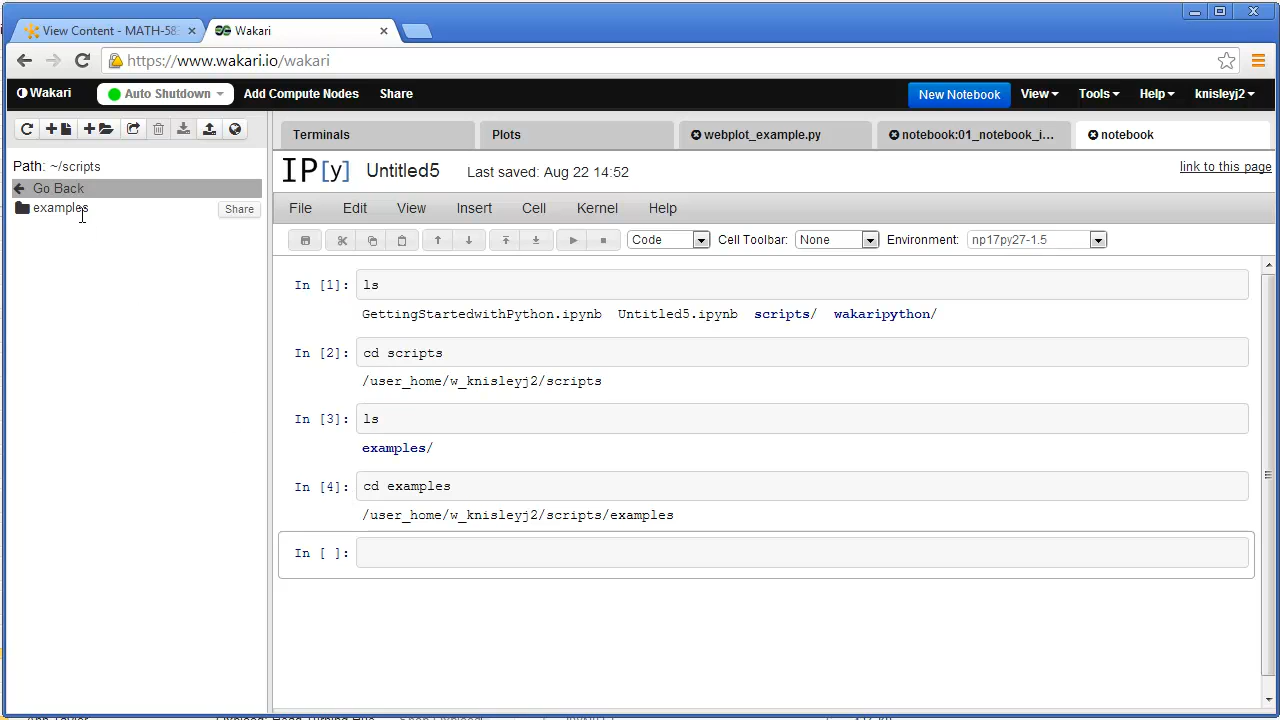 View Content - MATH-58
Wakari
https://www.wakari.io/wakari
Wakari
Auto Shutdown
Add Compute Nodes
Share
New Notebook
View
Tools
Help
knisleyj2
Terminals
Plots
webplot_example.py
notebook:01_notebook_i...
notebook
Path: ~/scripts
Go Back
examples
Share
IP[y]
Untitled5
Last saved: Aug 22 14:52
link to this page
File
Edit
View
Insert
Cell
Kernel
Help
Code
Cell Toolbar:
None
Environment:
np17py27-1.5
In [1]: ls
GettingStartedwithPython.ipynb Untitled5.ipynb scripts/ wakaripython/
In [2]: cd scripts
/user_home/w_knisleyj2/scripts
In [3]: ls
examples/
In [4]: cd examples
/user_home/w_knisleyj2/scripts/examples
In [ ]: